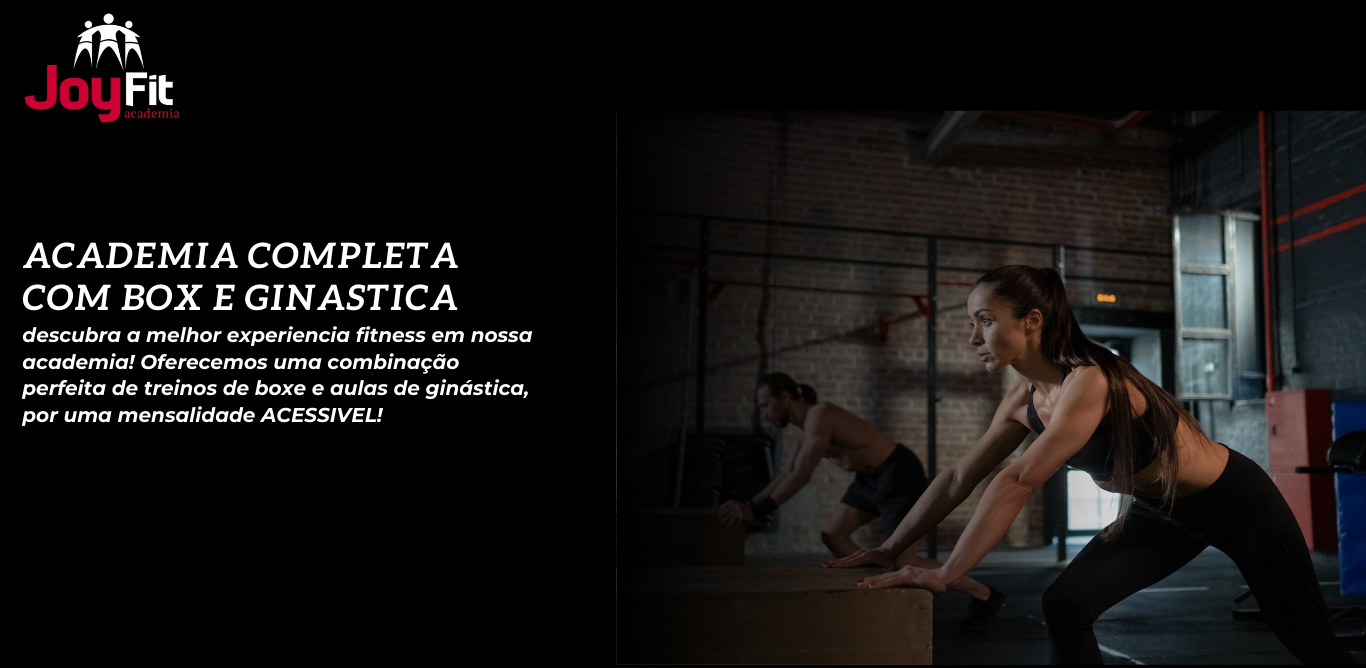 JoyFit
academia
ACADEMIA COMPLETA
COM BOX E GINASTICA
descubra a melhor experiencia fitness em nossa
academia! Oferecemos uma combinação
perfeita de treinos de boxe e aulas de ginástica,
por uma mensalidade ACESSIVEL!